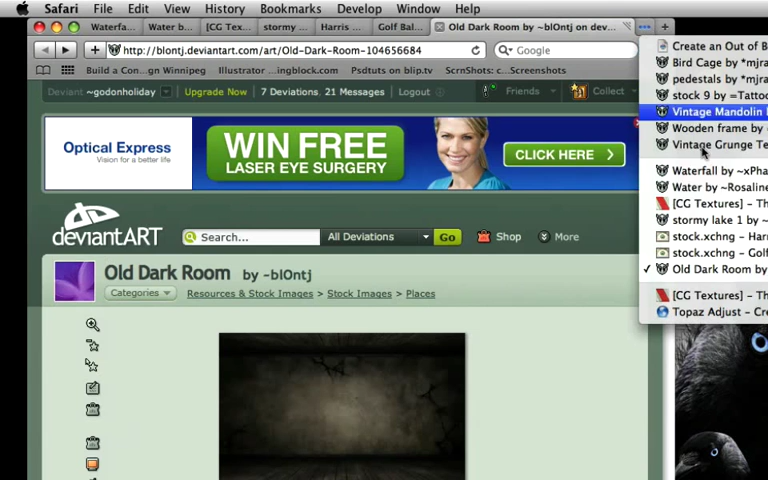 Safari File Edit View History Bookmarks Develop Window Help
Waterfa... Water b... [CG Tex... stormy ... Harris ... Golf Bal... Old Dark Room by ~blOntj on dev...
http://blontj.deviantart.com/art/Old-Dark-Room-104656684
Google
Build a Con...gn Winnipeg Illustrator ...ingblock.com Psdtuts on blip.tv ScrnShots: c...Screenshots
Deviant ~godonholiday Upgrade Now 7 Deviations, 21 Messages Logout Friends Collect
Optical Express
Vision for a better life
WIN FREE
LASER EYE SURGERY
CLICK HERE
deviantART
Search... All Deviations Go Shop More
Old Dark Room by ~blOntj
Categories Resources & Stock Images > Stock Images > Places
Create an Out of B
Bird Cage by *mjra
pedestals by *mjra
stock 9 by =Tattoo
Vintage Mandolin
Wooden frame by
Vintage Grunge Te
Waterfall by ~xPha
Water by ~Rosaline
[CG Textures] - Th
stormy lake 1 by ~
stock.xchng - Harr
stock.xchng - Golf
Old Dark Room by
[CG Textures] - Th
Topaz Adjust - Cre